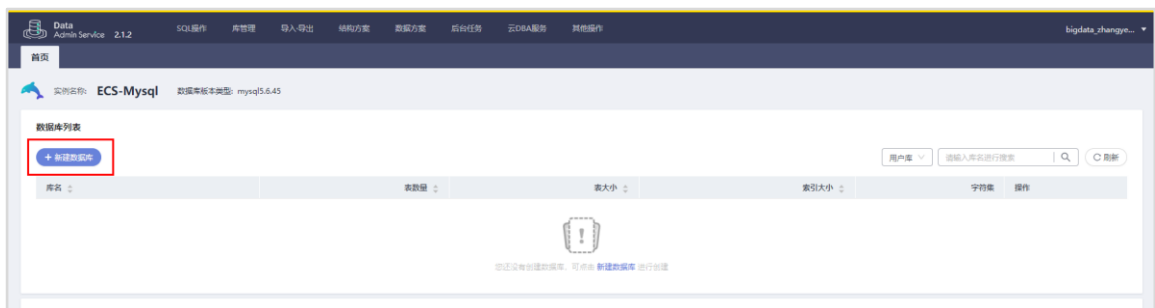 Data
Admin Service 2.1.2 SQL操作 库管理 导入·导出 结构方案 数据方案 后台任务 云DBA服务 其他操作 bigdata_zhangye...
首页
实例名称: ECS-Mysql 数据库版本类型: mysql5.6.45
数据库列表
+ 新建数据库 用户库 请输入库名进行搜索 刷新
库名 表数量 表大小 索引大小 字符集 操作
您还没有创建数据库，可点击 新建数据库 进行创建